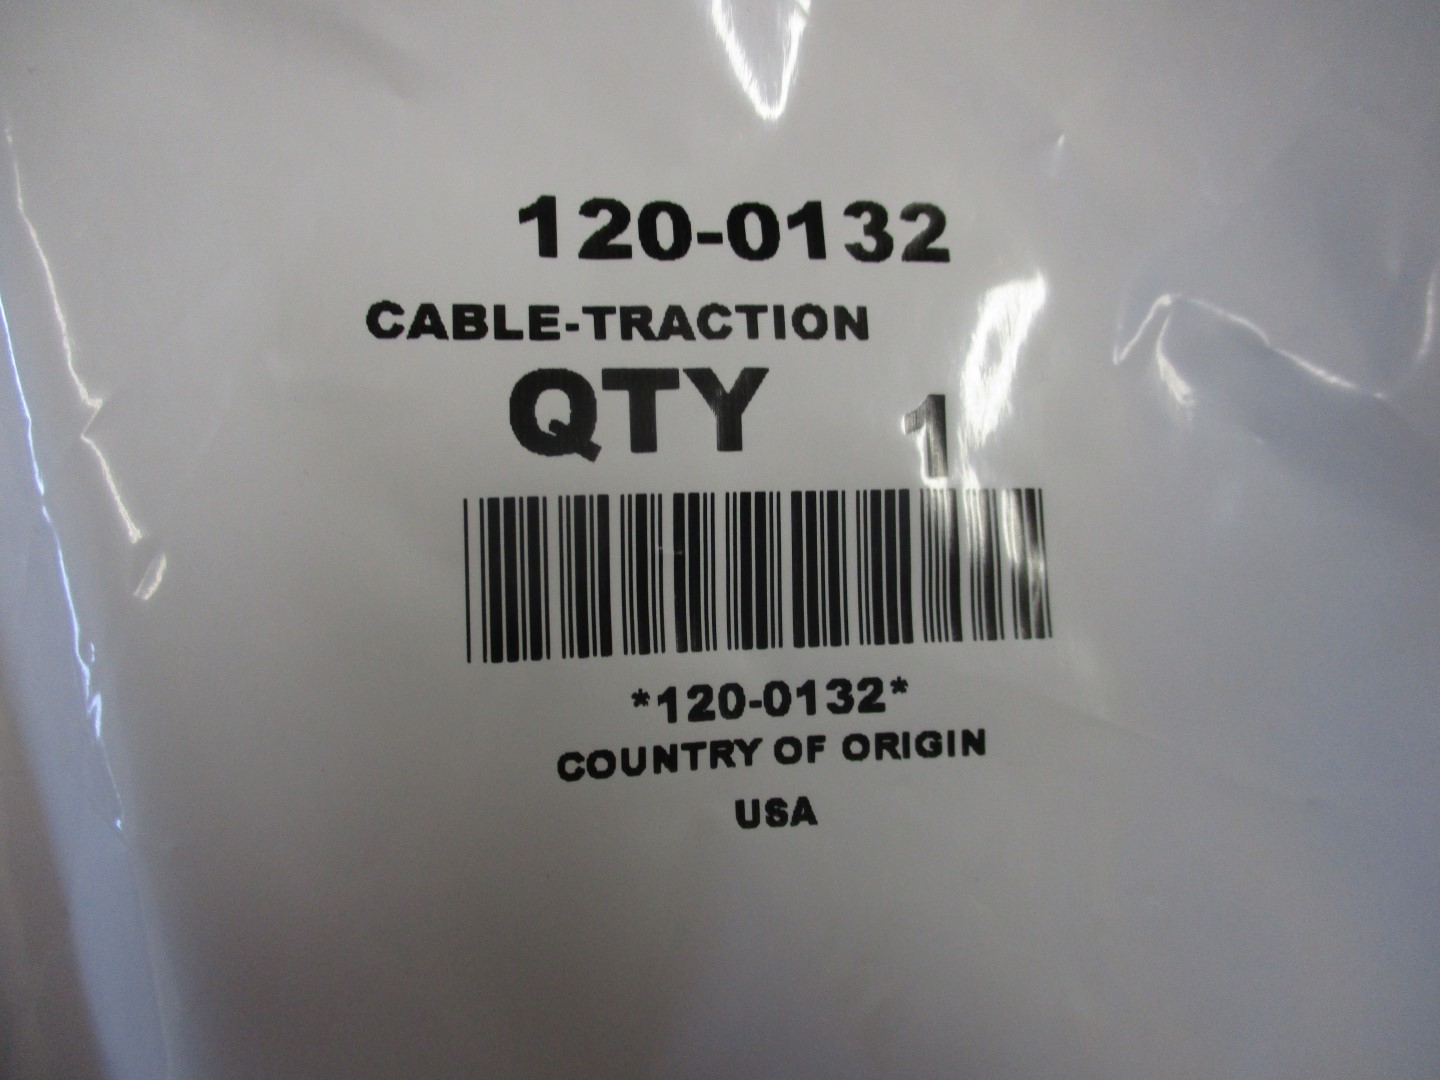 120-0132
CABLE-TRACTION
QTY 1
*120-0132*
COUNTRY OF ORIGIN
USA